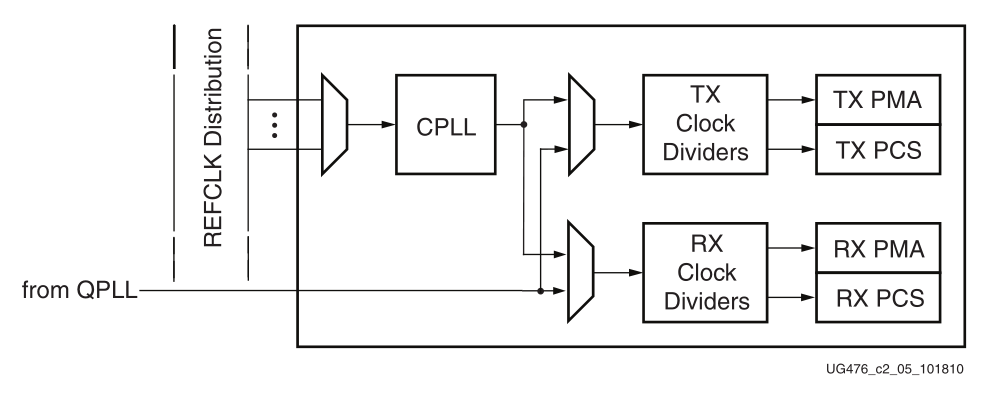 REFCLK Distribution
CPLL
TX
Clock
Dividers
TX PMA
TX PCS
RX
Clock
Dividers
RX PMA
RX PCS
from QPLL
UG476_c2_05_101810